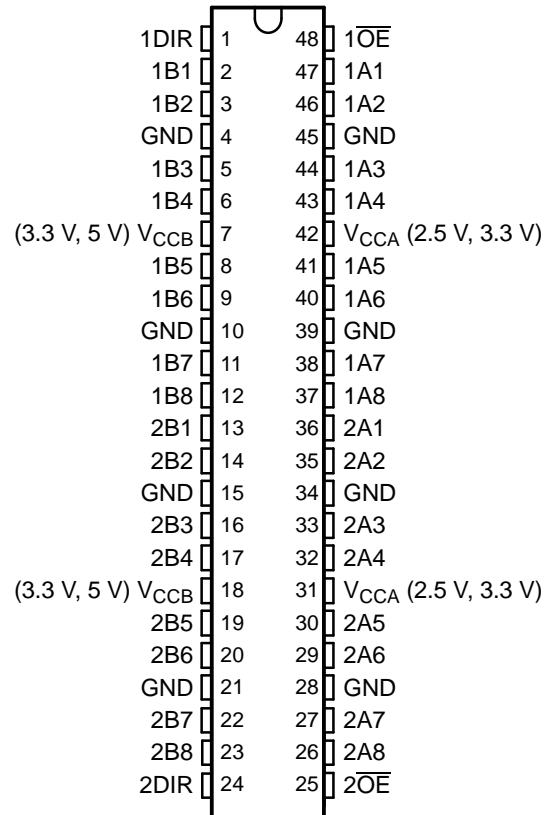 1DIR 1 48 1O̅E̅
1B1 2 47 1A1
1B2 3 46 1A2
GND 4 45 GND
1B3 5 44 1A3
1B4 6 43 1A4
(3.3 V, 5 V) VCCB 7 42 VCCA (2.5 V, 3.3 V)
1B5 8 41 1A5
1B6 9 40 1A6
GND 10 39 GND
1B7 11 38 1A7
1B8 12 37 1A8
2B1 13 36 2A1
2B2 14 35 2A2
GND 15 34 GND
2B3 16 33 2A3
2B4 17 32 2A4
(3.3 V, 5 V) VCCB 18 31 VCCA (2.5 V, 3.3 V)
2B5 19 30 2A5
2B6 20 29 2A6
GND 21 28 GND
2B7 22 27 2A7
2B8 23 26 2A8
2DIR 24 25 2O̅E̅